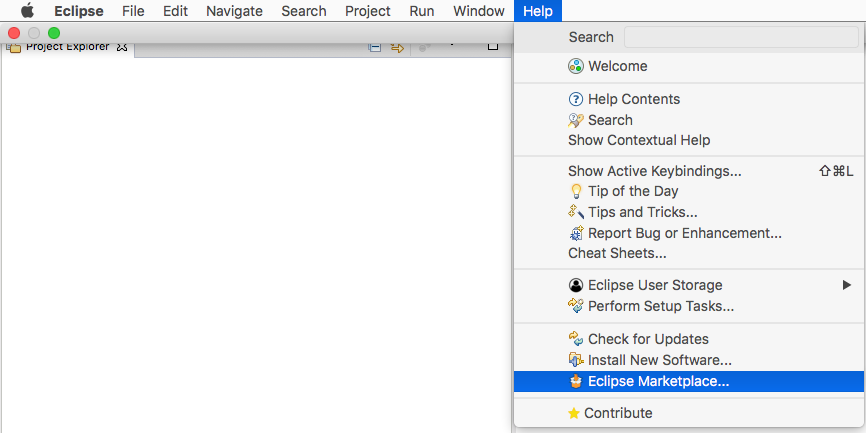 Eclipse File Edit Navigate Search Project Run Window Help
Project Explorer
Search
Welcome
Help Contents
Search
Show Contextual Help
Show Active Keybindings... ⇧⌘L
Tip of the Day
Tips and Tricks...
Report Bug or Enhancement...
Cheat Sheets...
Eclipse User Storage
Perform Setup Tasks...
Check for Updates
Install New Software...
Eclipse Marketplace...
Contribute